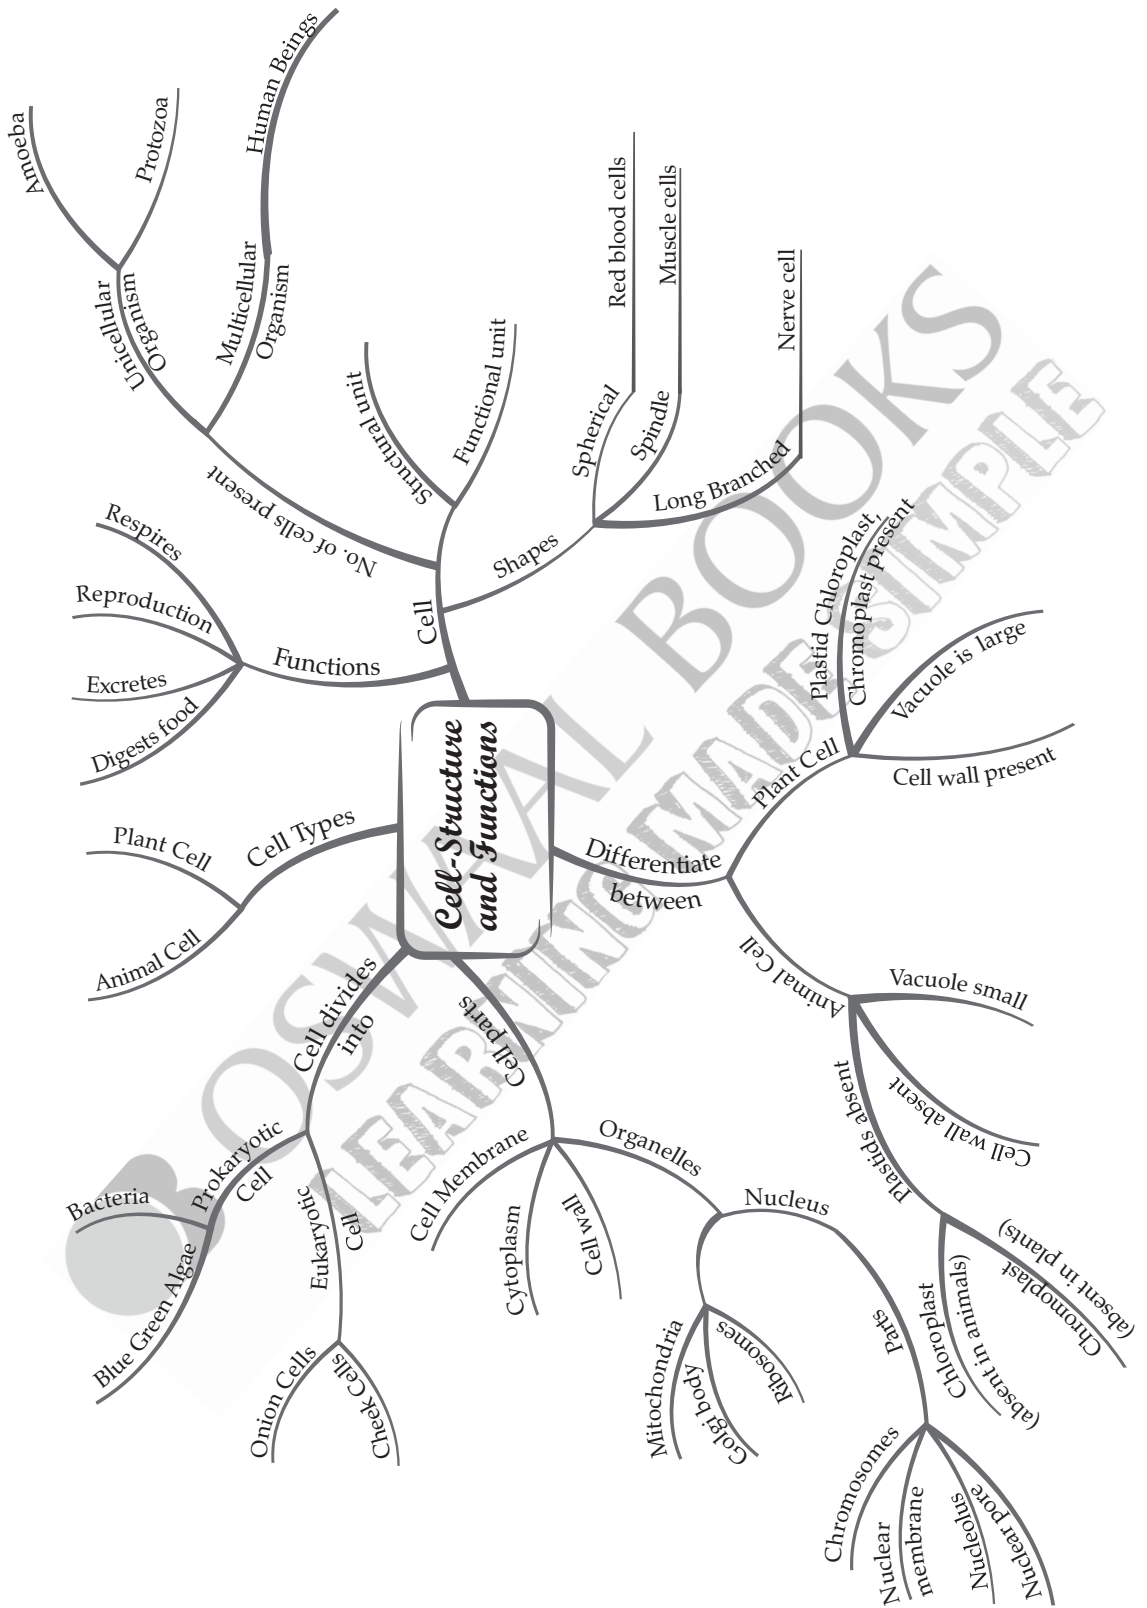 Cell-Structure
and Functions
Cell
No. of cells present
Unicellular
Organism
Amoeba
Protozoa
Multicellular
Organism
Human Beings
Structural unit
Functional unit
Shapes
Spherical
Red blood cells
Spindle
Muscle cells
Long Branched
Nerve cell
Functions
Respires
Reproduction
Excretes
Digests food
Cell Types
Plant Cell
Animal Cell
Cell divides
into
Prokaryotic
Cell
Bacteria
Blue Green Algae
Eukaryotic
Cell
Onion Cells
Cheek Cells
Cell parts
Cell Membrane
Cytoplasm
Cell wall
Organelles
Mitochondria
Golgi body
Ribosomes
Nucleus
Parts
Chromosomes
Nuclear
membrane
Nucleolus
Nuclear pore
Differentiate
between
Plant Cell
Plastid Chloroplast,
Chromoplast present
Vacuole is large
Cell wall present
Animal Cell
Vacuole small
Cell wall absent
Plastids absent
Chloroplast
(absent in animals)
Chromoplast
(absent in plants)
BOSWAAL BOOKS
LEARNING MADE SIMPLE